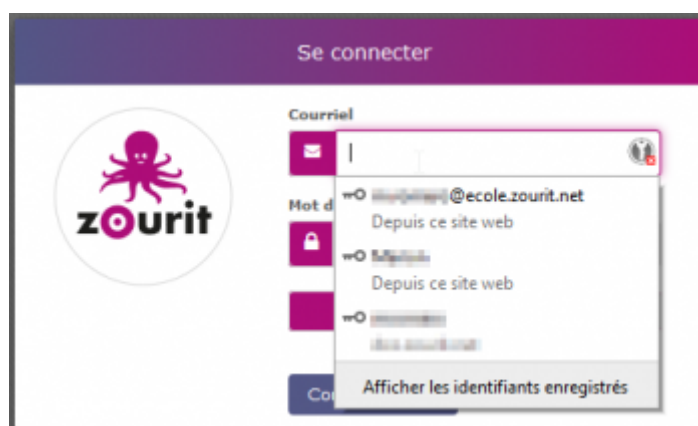 Se connecter
Courriel
zourit
@ecole.zourit.net
Mot d
Depuis ce site web
Depuis ce site web
Afficher les identifiants enregistrés
Co